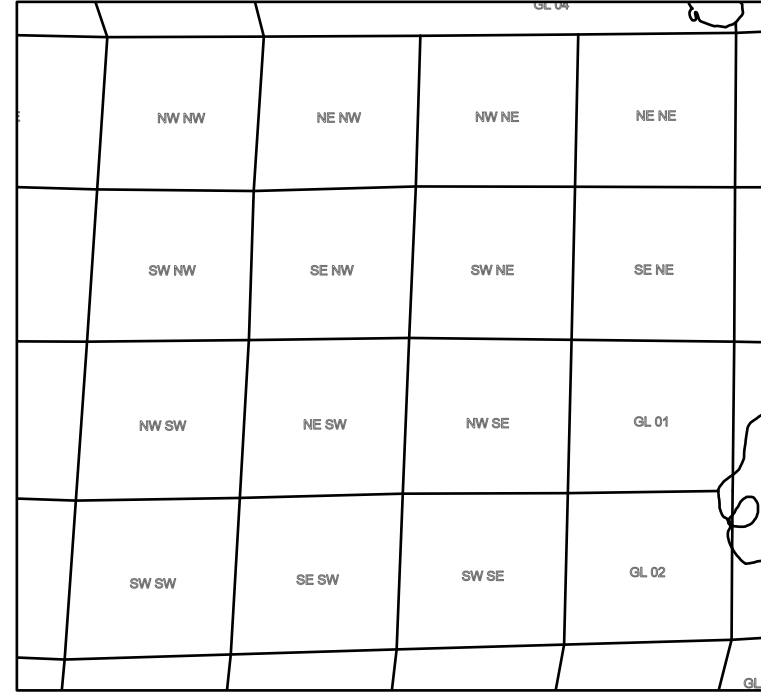 GL 04
NW NW
NE NW
NW NE
NE NE
SW NW
SE NW
SW NE
SE NE
NW SW
NE SW
NW SE
GL 01
SW SW
SE SW
SW SE
GL 02
GL